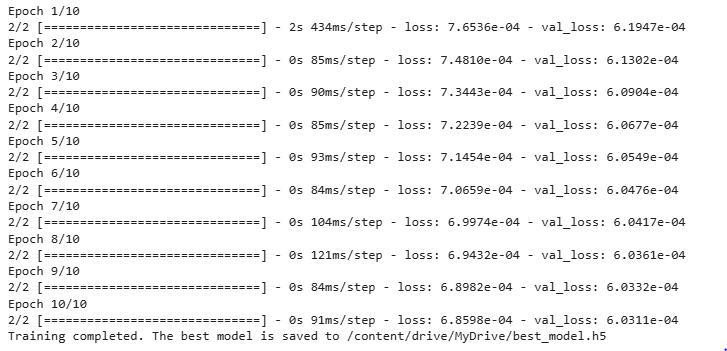 Epoch 1/10
2/2 [==============================] - 2s 434ms/step - loss: 7.6536e-04 - val_loss: 6.1947e-04
Epoch 2/10
2/2 [==============================] - 0s 85ms/step - loss: 7.4810e-04 - val_loss: 6.1302e-04
Epoch 3/10
2/2 [==============================] - 0s 90ms/step - loss: 7.3443e-04 - val_loss: 6.0904e-04
Epoch 4/10
2/2 [==============================] - 0s 85ms/step - loss: 7.2239e-04 - val_loss: 6.0677e-04
Epoch 5/10
2/2 [==============================] - 0s 93ms/step - loss: 7.1454e-04 - val_loss: 6.0549e-04
Epoch 6/10
2/2 [==============================] - 0s 84ms/step - loss: 7.0659e-04 - val_loss: 6.0476e-04
Epoch 7/10
2/2 [==============================] - 0s 104ms/step - loss: 6.9974e-04 - val_loss: 6.0417e-04
Epoch 8/10
2/2 [==============================] - 0s 121ms/step - loss: 6.9432e-04 - val_loss: 6.0361e-04
Epoch 9/10
2/2 [==============================] - 0s 84ms/step - loss: 6.8982e-04 - val_loss: 6.0332e-04
Epoch 10/10
2/2 [==============================] - 0s 91ms/step - loss: 6.8598e-04 - val_loss: 6.0311e-04
Training completed. The best model is saved to /content/drive/MyDrive/best_model.h5